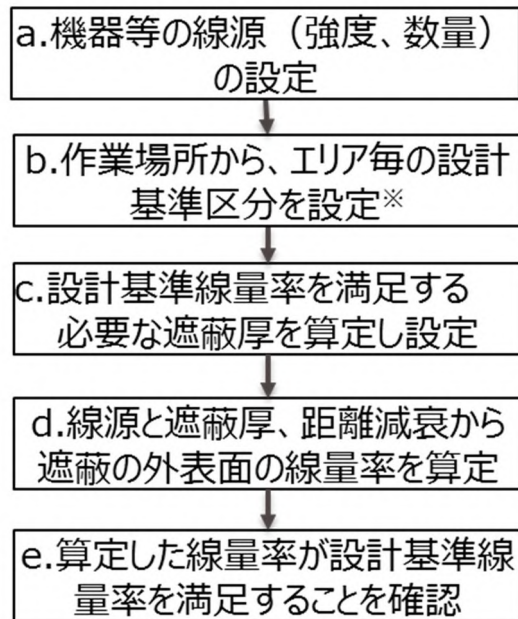 a.機器等の線源（強度、数量）
の設定
b.作業場所から、エリア毎の設計
基準区分を設定※
c.設計基準線量率を満足する
必要な遮蔽厚を算定し設定
d.線源と遮蔽厚、距離減衰から
遮蔽の外表面の線量率を算定
e.算定した線量率が設計基準線
量率を満足することを確認